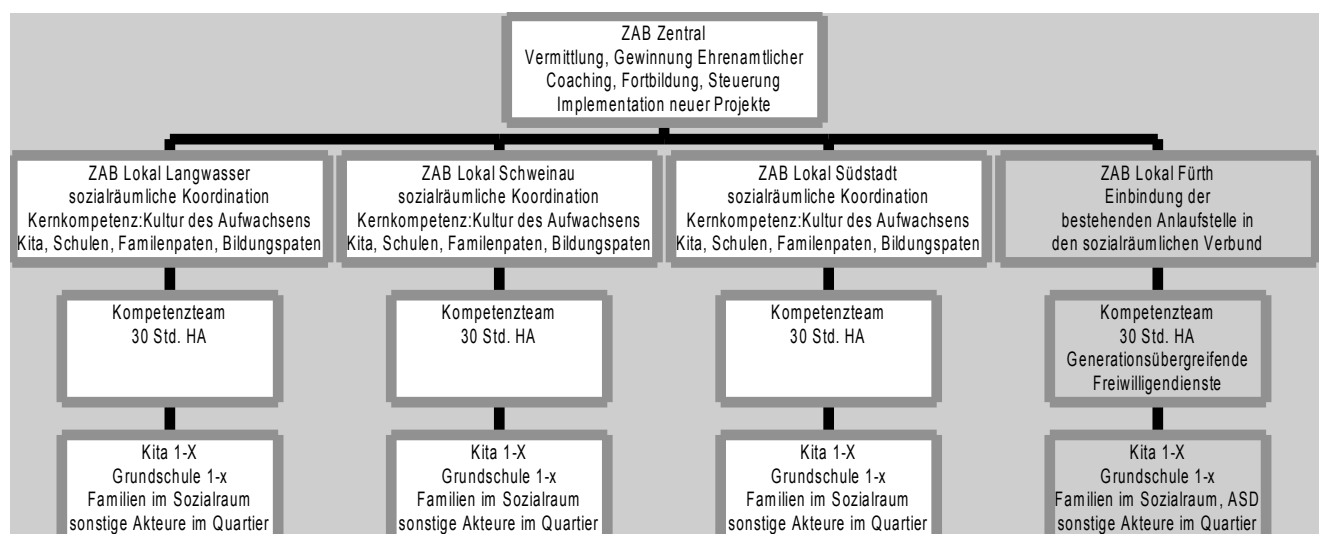 ZAB Zentral
Vermittlung, Gewinnung Ehrenamtlicher
Coaching, Fortbildung, Steuerung
Implementation neuer Projekte
ZAB Lokal Langwasser
sozialräumliche Koordination
Kernkompetenz:Kultur des Aufwachsens
Kita, Schulen, Familenpaten, Bildungspaten
ZAB Lokal Schweinau
sozialräumliche Koordination
Kernkompetenz:Kultur des Aufwachsens
Kita, Schulen, Familenpaten, Bildungspaten
ZAB Lokal Südstadt
sozialräumliche Koordination
Kernkompetenz:Kultur des Aufwachsens
Kita, Schulen, Familenpaten, Bildungspaten
ZAB Lokal Fürth
Einbindung der
bestehenden Anlaufstelle in
den sozialräumlichen Verbund
Kompetenzteam
30 Std. HA
Kompetenzteam
30 Std. HA
Kompetenzteam
30 Std. HA
Kompetenzteam
30 Std. HA
Generationsübergreifende
Freiwilligendienste
Kita 1-X
Grundschule 1-x
Familien im Sozialraum
sonstige Akteure im Quartier
Kita 1-X
Grundschule 1-x
Familien im Sozialraum
sonstige Akteure im Quartier
Kita 1-X
Grundschule 1-x
Familien im Sozialraum
sonstige Akteure im Quartier
Kita 1-X
Grundschule 1-x
Familien im Sozialraum, ASD
sonstige Akteure im Quartier